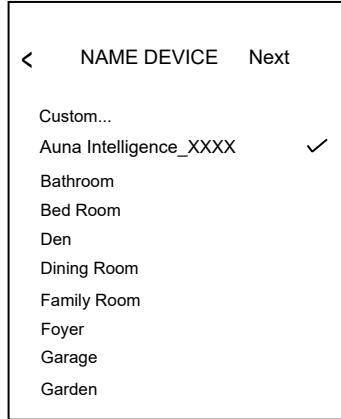 < NAME DEVICE Next
Custom...
Auna Intelligence_XXXX
Bathroom
Bed Room
Den
Dining Room
Family Room
Foyer
Garage
Garden